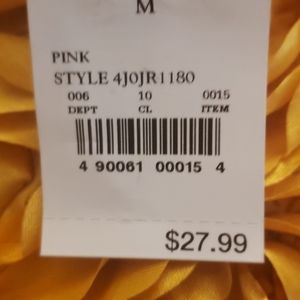 M
PINK
STYLE 4J0JR1180
006 10 0015
DEPT CL ITEM
4 90061 00015 4
$27.99